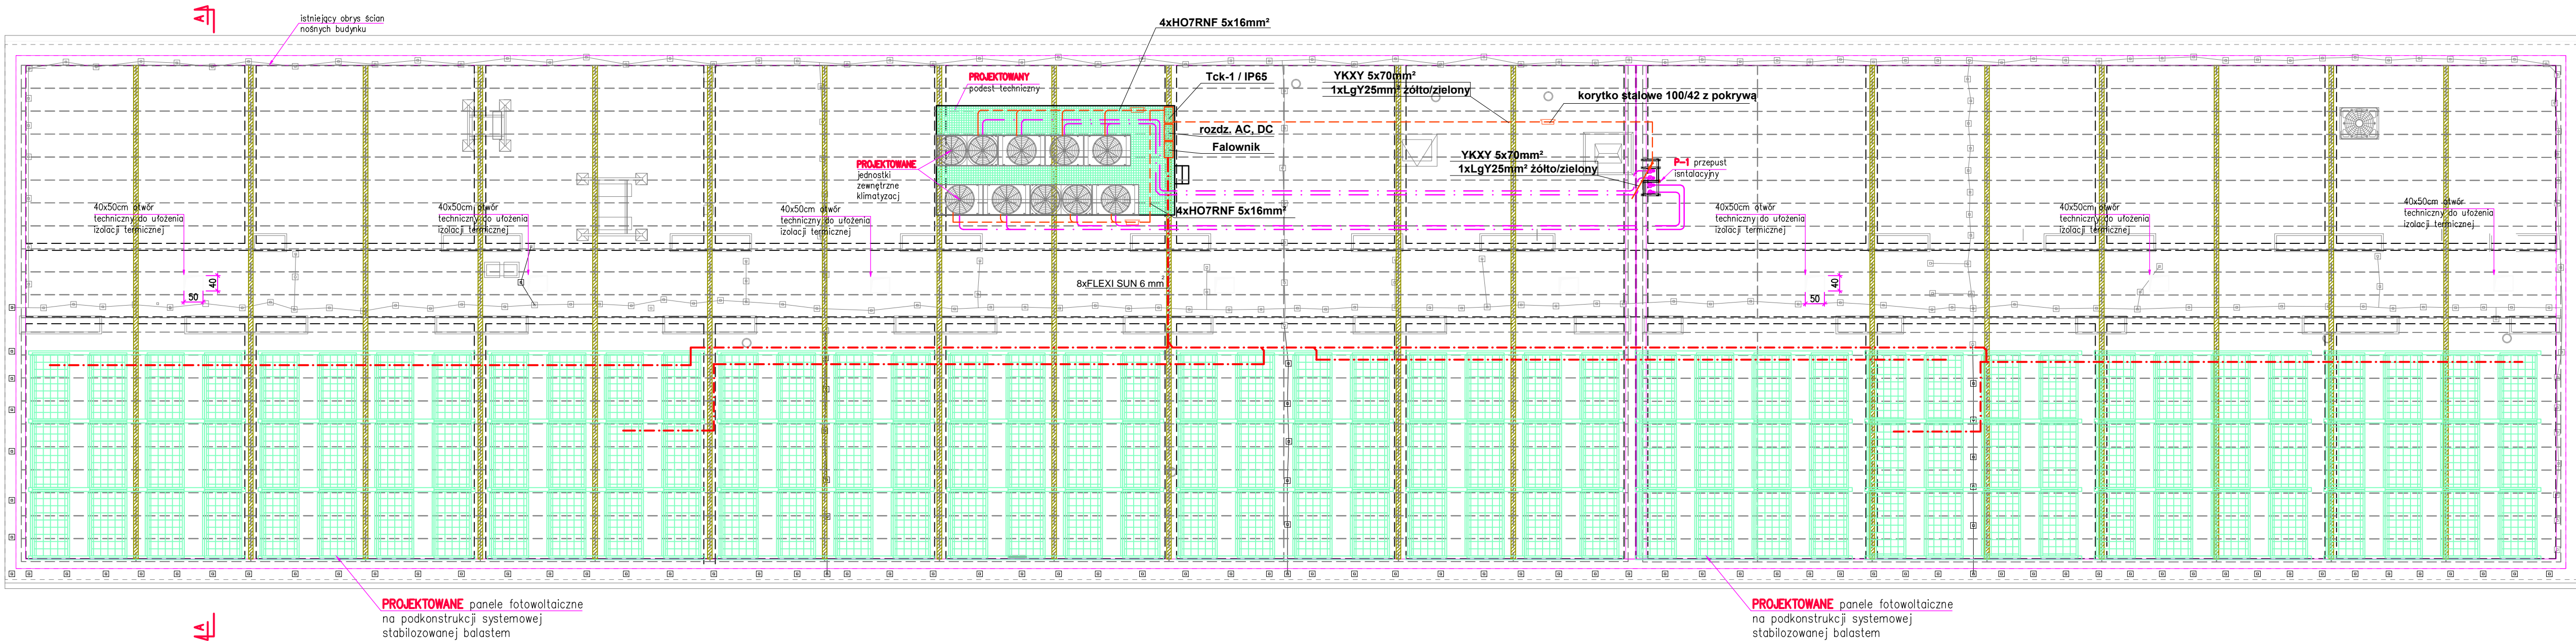 A
istniejący obrys ścian
nośnych budynku
4xHO7RNF 5x16mm²
PROJEKTOWANY
podest techniczny
Tck-1 / IP65
YKXY 5x70mm²
1xLgY25mm² żółto/zielony
korytko stalowe 100/42 z pokrywą
rozdz. AC, DC
Falownik
PROJEKTOWANE
jednostki
zewnętrzne
klimatyzacj
YKXY 5x70mm²
1xLgY25mm² żółto/zielony
P-1 przepust
isntalacyjny
4xHO7RNF 5x16mm²
40x50cm otwór
techniczny do ułożenia
izolacji termicznej
40x50cm otwór
techniczny do ułożenia
izolacji termicznej
40x50cm otwór
techniczny do ułożenia
izolacji termicznej
40x50cm otwór
techniczny do ułożenia
izolacji termicznej
40x50cm otwór
techniczny do ułożenia
izolacji termicznej
40x50cm otwór
techniczny do ułożenia
izolacji termicznej
40
50
8xFLEXI SUN 6 mm²
40
50
PROJEKTOWANE panele fotowoltaiczne
na podkonstrukcji systemowej
stabilozowanej balastem
PROJEKTOWANE panele fotowoltaiczne
na podkonstrukcji systemowej
stabilozowanej balastem
A